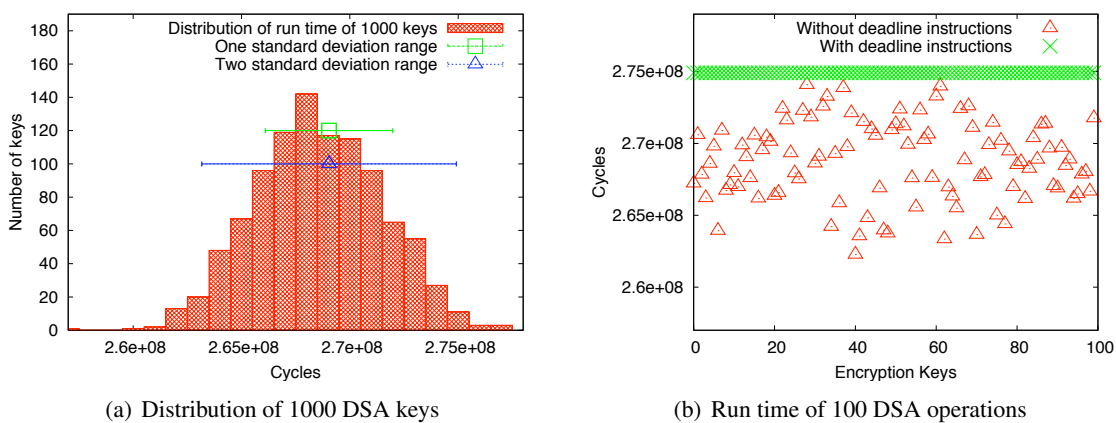 180
160
140
120
100
80
60
40
20
0
Number of keys
Distribution of run time of 1000 keys
One standard deviation range
Two standard deviation range
2.6e+08 2.65e+08 2.7e+08 2.75e+08
Cycles
(a) Distribution of 1000 DSA keys
2.75e+08
2.7e+08
2.65e+08
2.6e+08
Cycles
Without deadline instructions
With deadline instructions
0 20 40 60 80 100
Encryption Keys
(b) Run time of 100 DSA operations